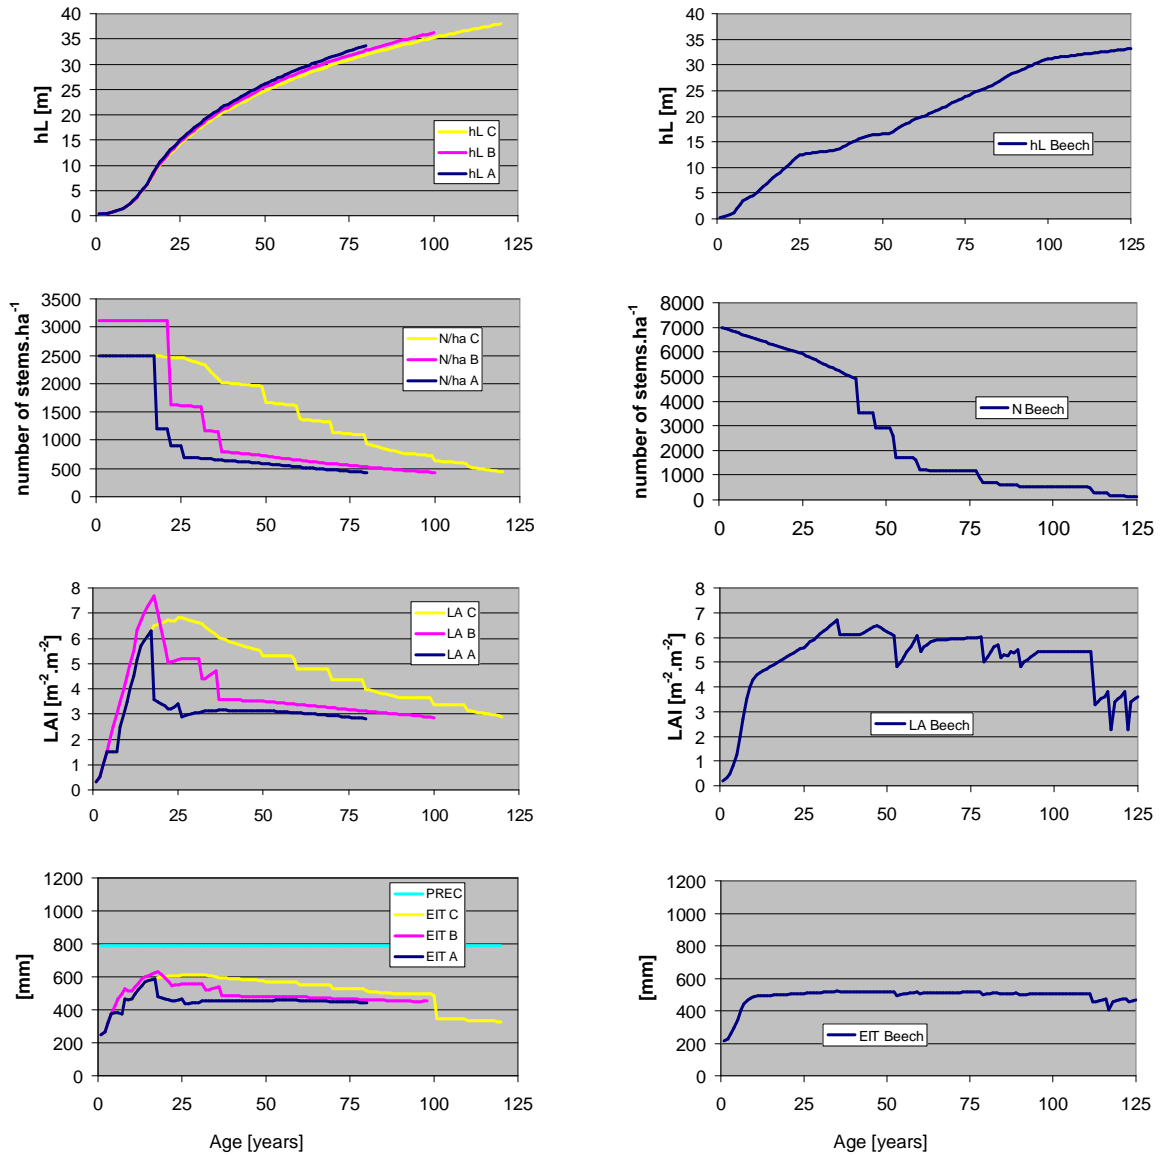 40
35
30
25
20
15
10
5
0
hL [m]
hL C
hL B
hL A
0 25 50 75 100 125
40
35
30
25
20
15
10
5
0
hL [m]
hL Beech
0 25 50 75 100 125
3500
3000
2500
2000
1500
1000
500
0
number of stems.ha-1
N/ha C
N/ha B
N/ha A
0 25 50 75 100 125
8000
7000
6000
5000
4000
3000
2000
1000
0
number of stems.ha-1
N Beech
0 25 50 75 100 125
8
7
6
5
4
3
2
1
0
LAI [m-2.m-2]
LA C
LA B
LA A
0 25 50 75 100 125
8
7
6
5
4
3
2
1
0
LAI [m-2.m-2]
LA Beech
0 25 50 75 100 125
1200
1000
800
600
400
200
0
[mm]
PREC
EIT C
EIT B
EIT A
0 25 50 75 100 125
Age [years]
1200
1000
800
600
400
200
0
[mm]
EIT Beech
0 25 50 75 100 125
Age [years]